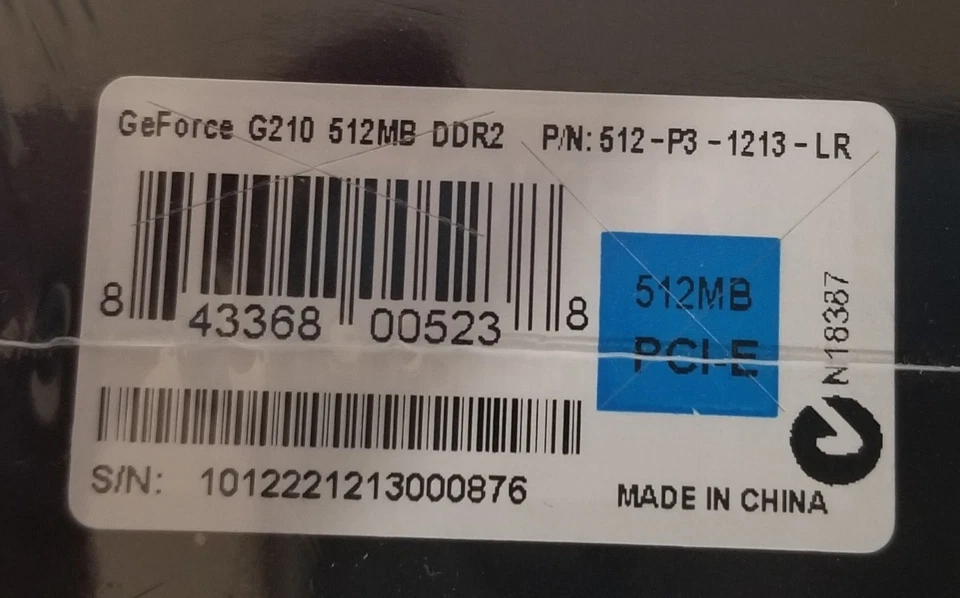 GeForce G210 512MB DDR2 P/N: 512-P3-1213-LR
8 43368 00523 8
512MB
PCI-E
N18387
S/N: 1012221213000876
MADE IN CHINA